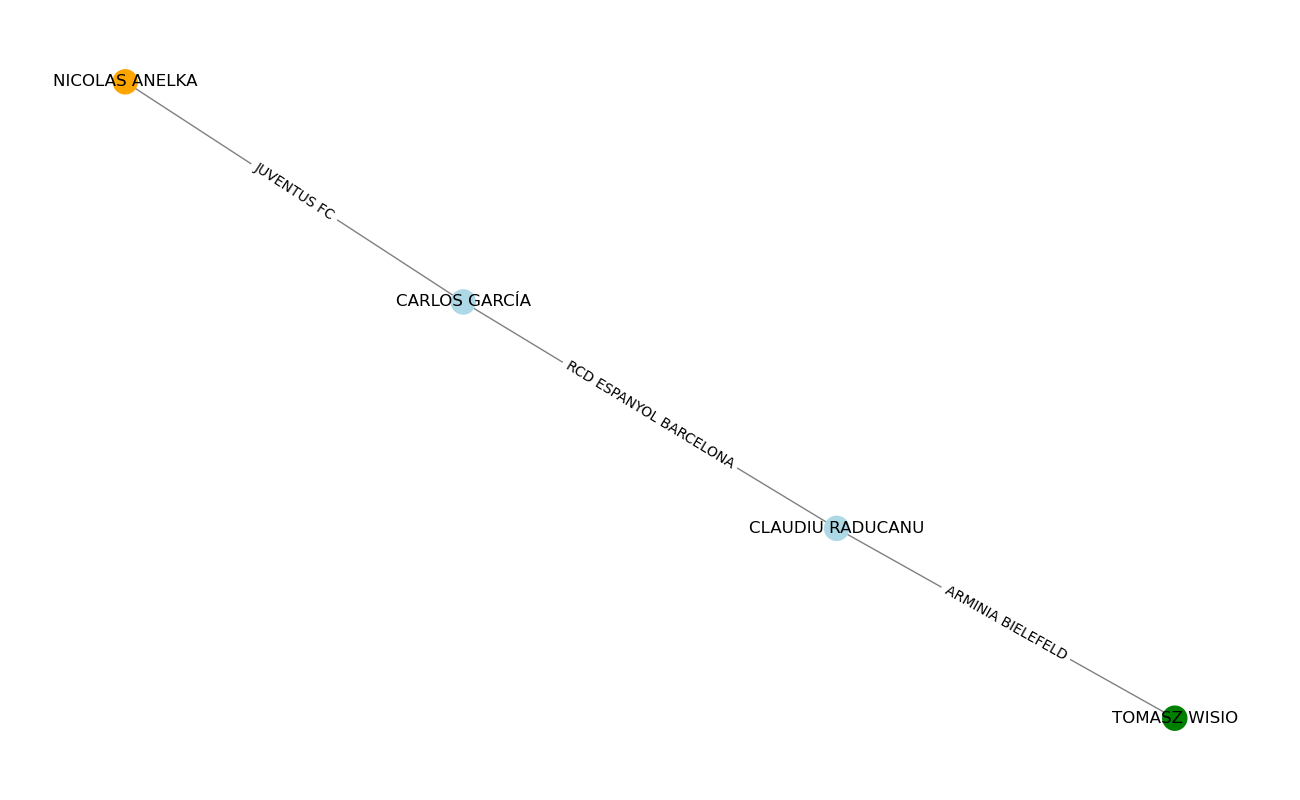 NICOLAS ANELKA
JUVENTUS FC
CARLOS GARCÍA
RCD ESPANYOL BARCELONA
CLAUDIU RADUCANU
ARMINIA BIELEFELD
TOMASZ WISIO